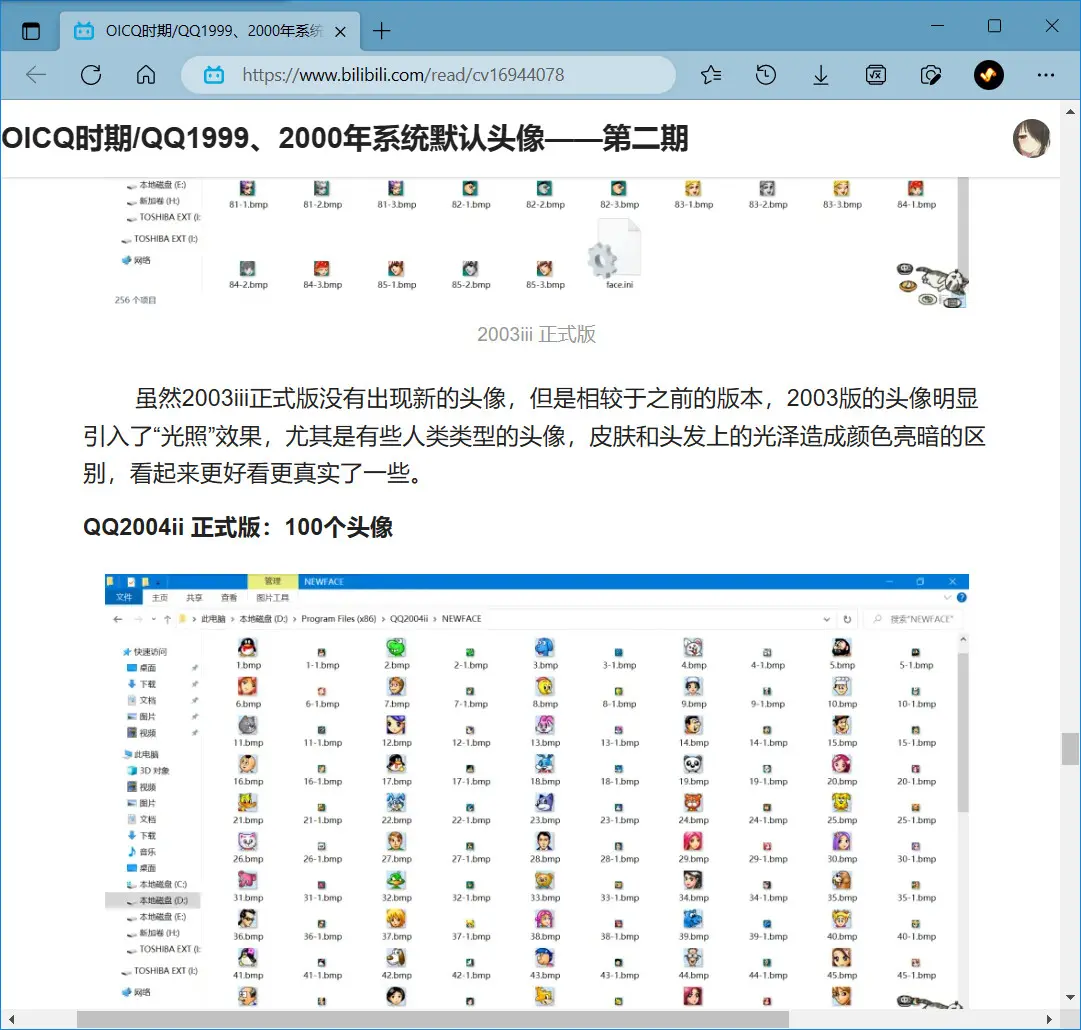 OICQ时期/QQ1999、2000年系统
https://www.bilibili.com/read/cv16944078
OICQ时期/QQ1999、2000年系统默认头像——第二期
本地磁盘 (E:)
81-1.bmp 81-2.bmp 81-3.bmp 82-1.bmp 82-2.bmp 82-3.bmp 83-1.bmp 83-2.bmp 83-3.bmp 84-1.bmp
新加卷 (H:)
TOSHIBA EXT (I:
TOSHIBA EXT (I:)
网络
84-2.bmp 84-3.bmp 85-1.bmp 85-2.bmp 85-3.bmp face.ini
256 个项目
2003iii 正式版
虽然2003iii正式版没有出现新的头像，但是相较于之前的版本，2003版的头像明显
引入了“光照”效果，尤其是有些人类类型的头像，皮肤和头发上的光泽造成颜色亮暗的区
别，看起来更好看更真实了一些。
QQ2004ii 正式版：100个头像
管理 NEWFACE
文件 主页 共享 查看 图片工具
此电脑 › 本地磁盘 (D:) › Program Files (x86) › QQ2004ii › NEWFACE 搜索"NEWFACE"
快速访问
桌面
下载
文档
图片
视频
此电脑
3D 对象
视频
图片
文档
下载
音乐
桌面
本地磁盘 (C:)
本地磁盘 (D:)
本地磁盘 (E:)
新加卷 (H:)
TOSHIBA EXT (I:
TOSHIBA EXT (I:)
网络
1.bmp 1-1.bmp 2.bmp 2-1.bmp 3.bmp 3-1.bmp 4.bmp 4-1.bmp 5.bmp 5-1.bmp
6.bmp 6-1.bmp 7.bmp 7-1.bmp 8.bmp 8-1.bmp 9.bmp 9-1.bmp 10.bmp 10-1.bmp
11.bmp 11-1.bmp 12.bmp 12-1.bmp 13.bmp 13-1.bmp 14.bmp 14-1.bmp 15.bmp 15-1.bmp
16.bmp 16-1.bmp 17.bmp 17-1.bmp 18.bmp 18-1.bmp 19.bmp 19-1.bmp 20.bmp 20-1.bmp
21.bmp 21-1.bmp 22.bmp 22-1.bmp 23.bmp 23-1.bmp 24.bmp 24-1.bmp 25.bmp 25-1.bmp
26.bmp 26-1.bmp 27.bmp 27-1.bmp 28.bmp 28-1.bmp 29.bmp 29-1.bmp 30.bmp 30-1.bmp
31.bmp 31-1.bmp 32.bmp 32-1.bmp 33.bmp 33-1.bmp 34.bmp 34-1.bmp 35.bmp 35-1.bmp
36.bmp 36-1.bmp 37.bmp 37-1.bmp 38.bmp 38-1.bmp 39.bmp 39-1.bmp 40.bmp 40-1.bmp
41.bmp 41-1.bmp 42.bmp 42-1.bmp 43.bmp 43-1.bmp 44.bmp 44-1.bmp 45.bmp 45-1.bmp